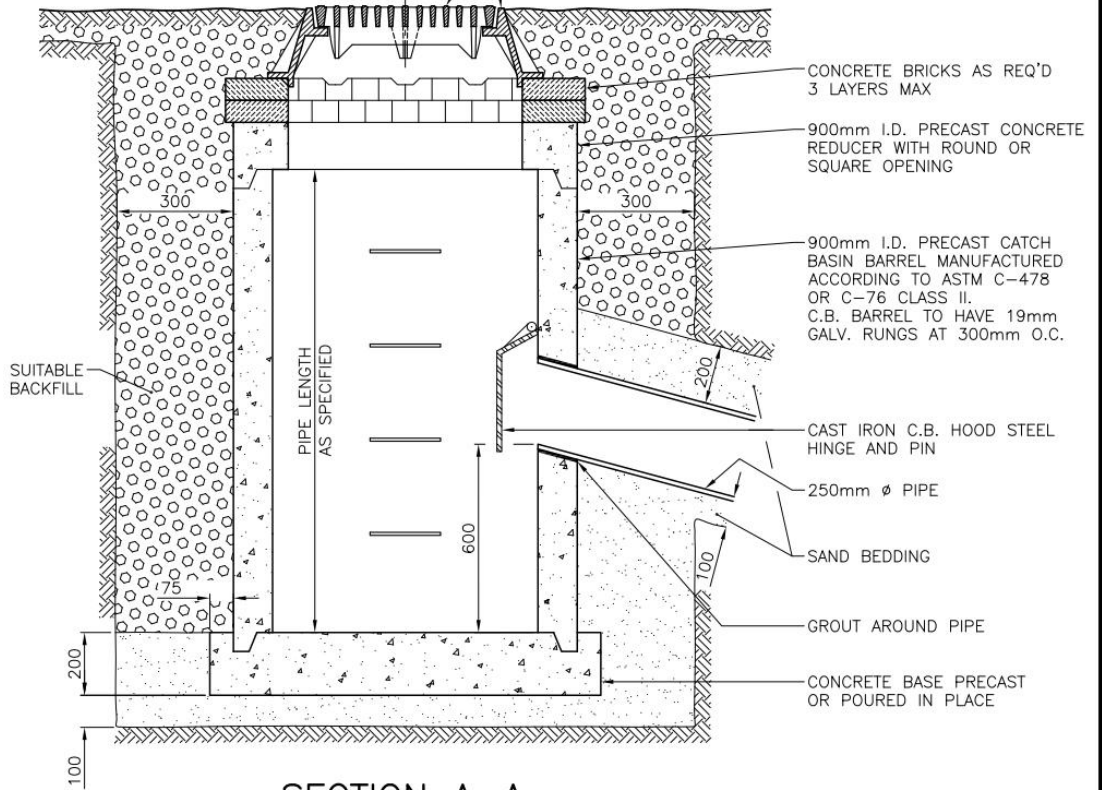 CONCRETE BRICKS AS REQ'D
3 LAYERS MAX
900mm I.D. PRECAST CONCRETE
REDUCER WITH ROUND OR
SQUARE OPENING
300
300
900mm I.D. PRECAST CATCH
BASIN BARREL MANUFACTURED
ACCORDING TO ASTM C-478
OR C-76 CLASS II.
C.B. BARREL TO HAVE 19mm
GALV. RUNGS AT 300mm O.C.
SUITABLE
BACKFILL
PIPE LENGTH
AS SPECIFIED
200
CAST IRON C.B. HOOD STEEL
HINGE AND PIN
250mm ø PIPE
600
SAND BEDDING
100
75
GROUT AROUND PIPE
200
CONCRETE BASE PRECAST
OR POURED IN PLACE
100
SECTION A-A